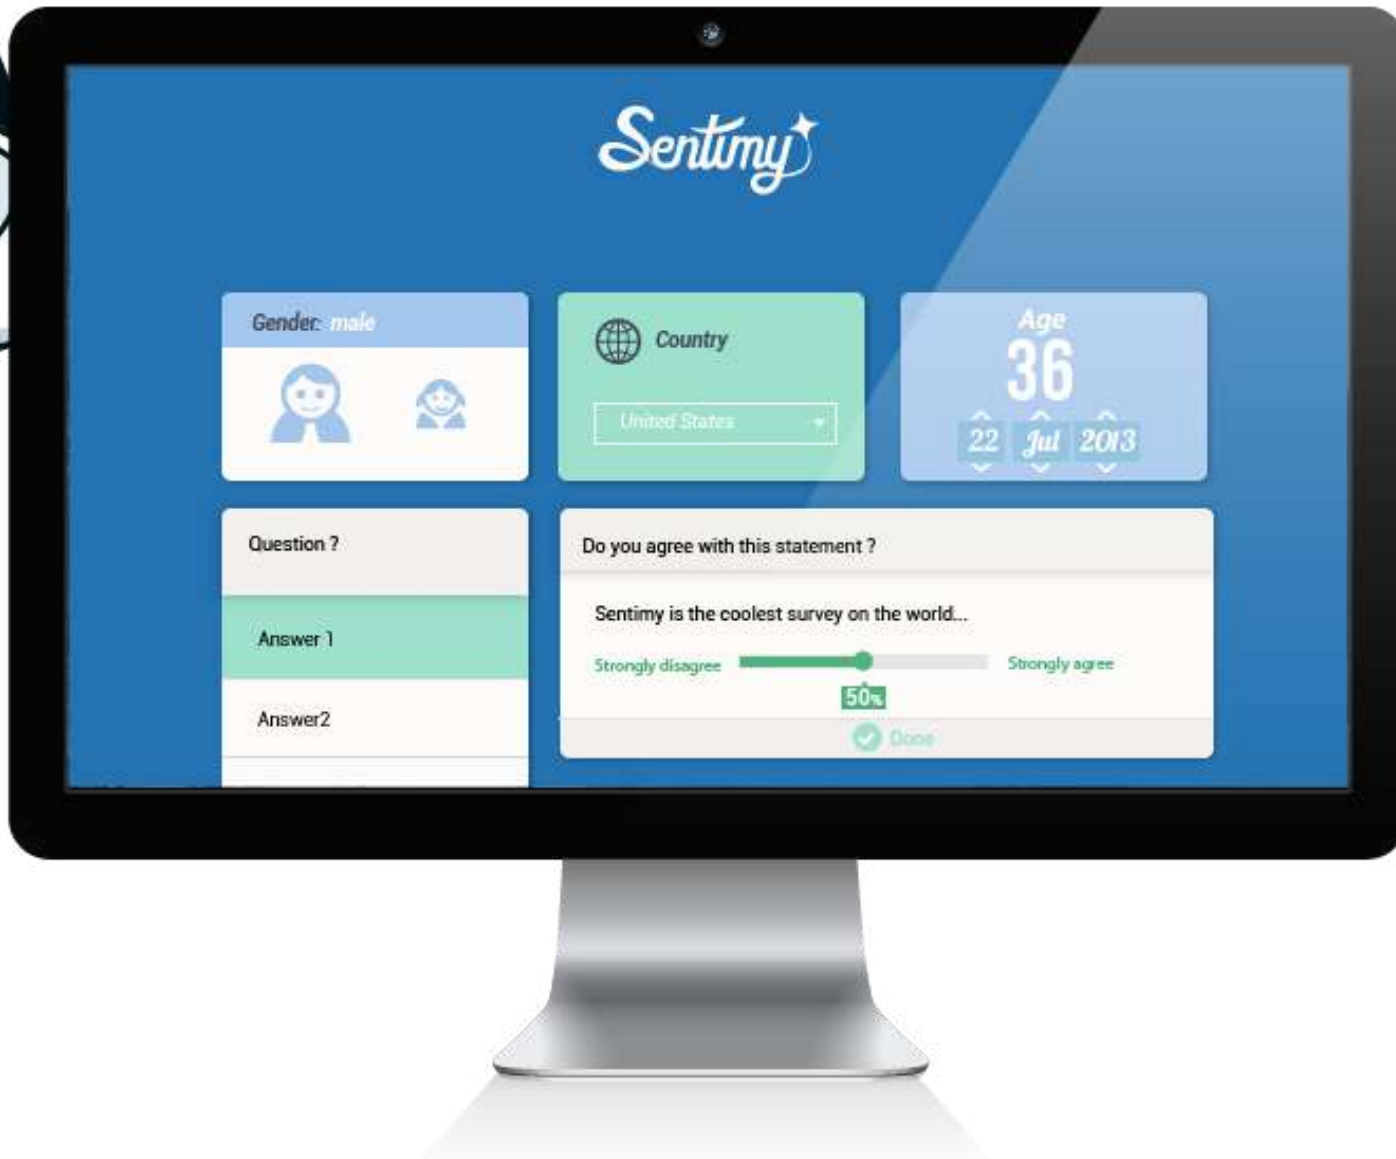 Sentimy
Gender: male
Country
United States
Age
36
22 Jul 2013
Question ?
Answer 1
Answer2
Do you agree with this statement ?
Sentimy is the coolest survey on the world...
Strongly disagree
Strongly agree
50%
Done